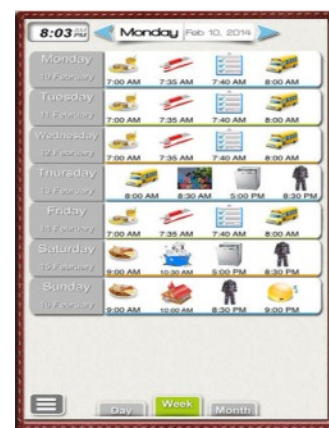 8:03 AM PM Monday Feb 10, 2014
Monday
10 February
7:00 AM 7:35 AM 7:40 AM 8:00 AM
Tuesday
11 February
7:00 AM 7:35 AM 7:40 AM 8:00 AM
Wednesday
12 February
7:00 AM 7:35 AM 7:40 AM 8:00 AM
Thursday
13 February
8:00 AM 8:30 AM 5:00 PM 8:30 PM
Friday
14 February
7:00 AM 7:35 AM 7:40 AM 8:00 AM
Saturday
15 February
9:00 AM 10:30 AM 5:00 PM 8:30 PM
Sunday
16 February
9:00 AM 10:00 AM 8:30 PM 9:00 PM
Day Week Month